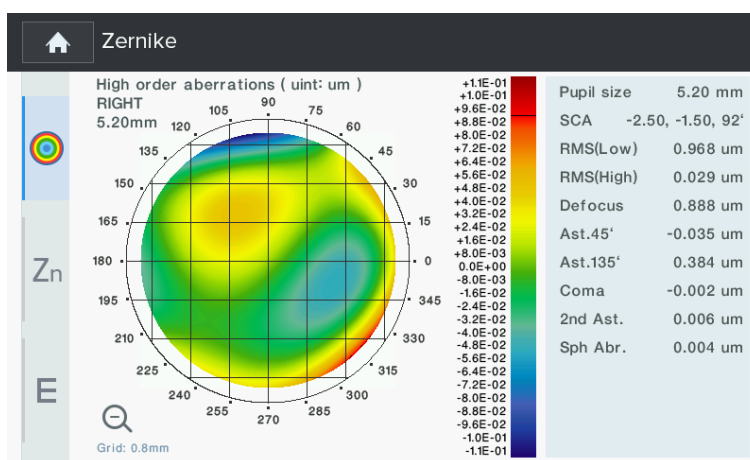 Zernike
High order aberrations ( uint: um )
RIGHT
5.20mm
90
75
60
45
30
15
0
345
330
315
300
285
270
255
240
225
210
195
180
165
150
135
120
105
Grid: 0.8mm
Zn
E
+1.1E-01
+1.0E-01
+9.6E-02
+8.8E-02
+8.0E-02
+7.2E-02
+6.4E-02
+5.6E-02
+4.8E-02
+4.0E-02
+3.2E-02
+2.4E-02
+1.6E-02
+8.0E-03
0.0E+00
-8.0E-03
-1.6E-02
-2.4E-02
-3.2E-02
-4.0E-02
-4.8E-02
-5.6E-02
-6.4E-02
-7.2E-02
-8.0E-02
-8.8E-02
-9.6E-02
-1.0E-01
-1.1E-01
Pupil size 5.20 mm
SCA -2.50, -1.50, 92‘
RMS(Low) 0.968 um
RMS(High) 0.029 um
Defocus 0.888 um
Ast.45‘ -0.035 um
Ast.135‘ 0.384 um
Coma -0.002 um
2nd Ast. 0.006 um
Sph Abr. 0.004 um